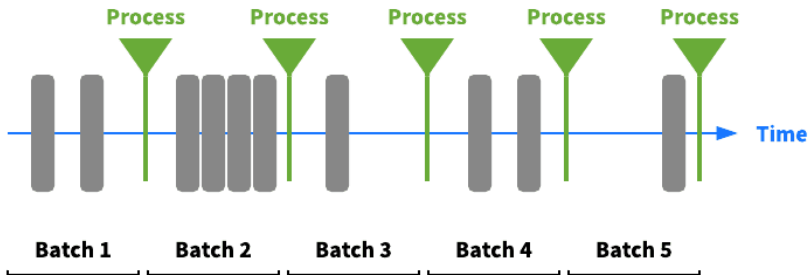 Process Process Process Process Process
Time
Batch 1 Batch 2 Batch 3 Batch 4 Batch 5